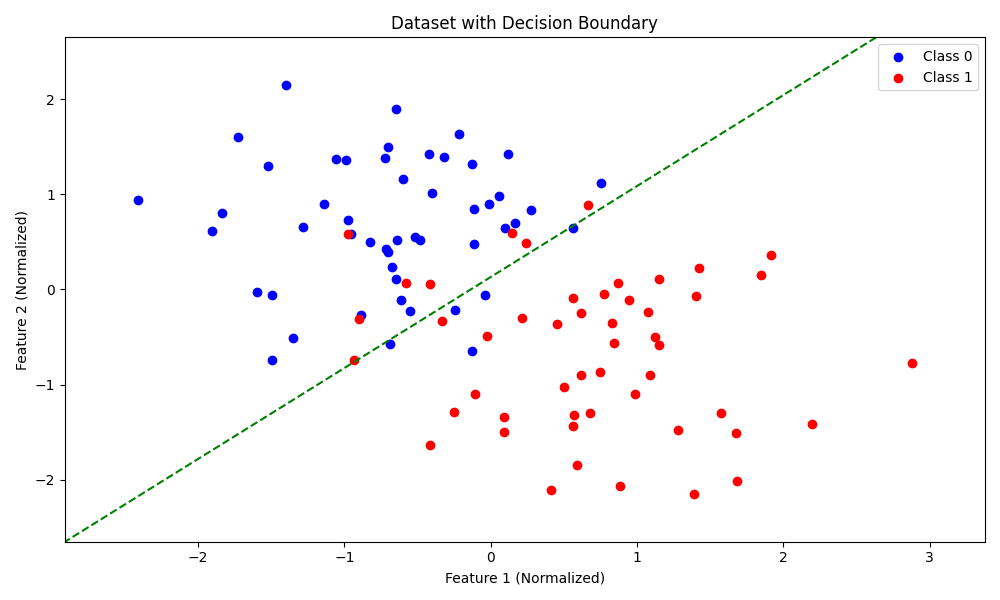 Dataset with Decision Boundary
Class 0
Class 1
Feature 2 (Normalized)
2
1
0
−1
−2
−2
−1
0
1
2
3
Feature 1 (Normalized)